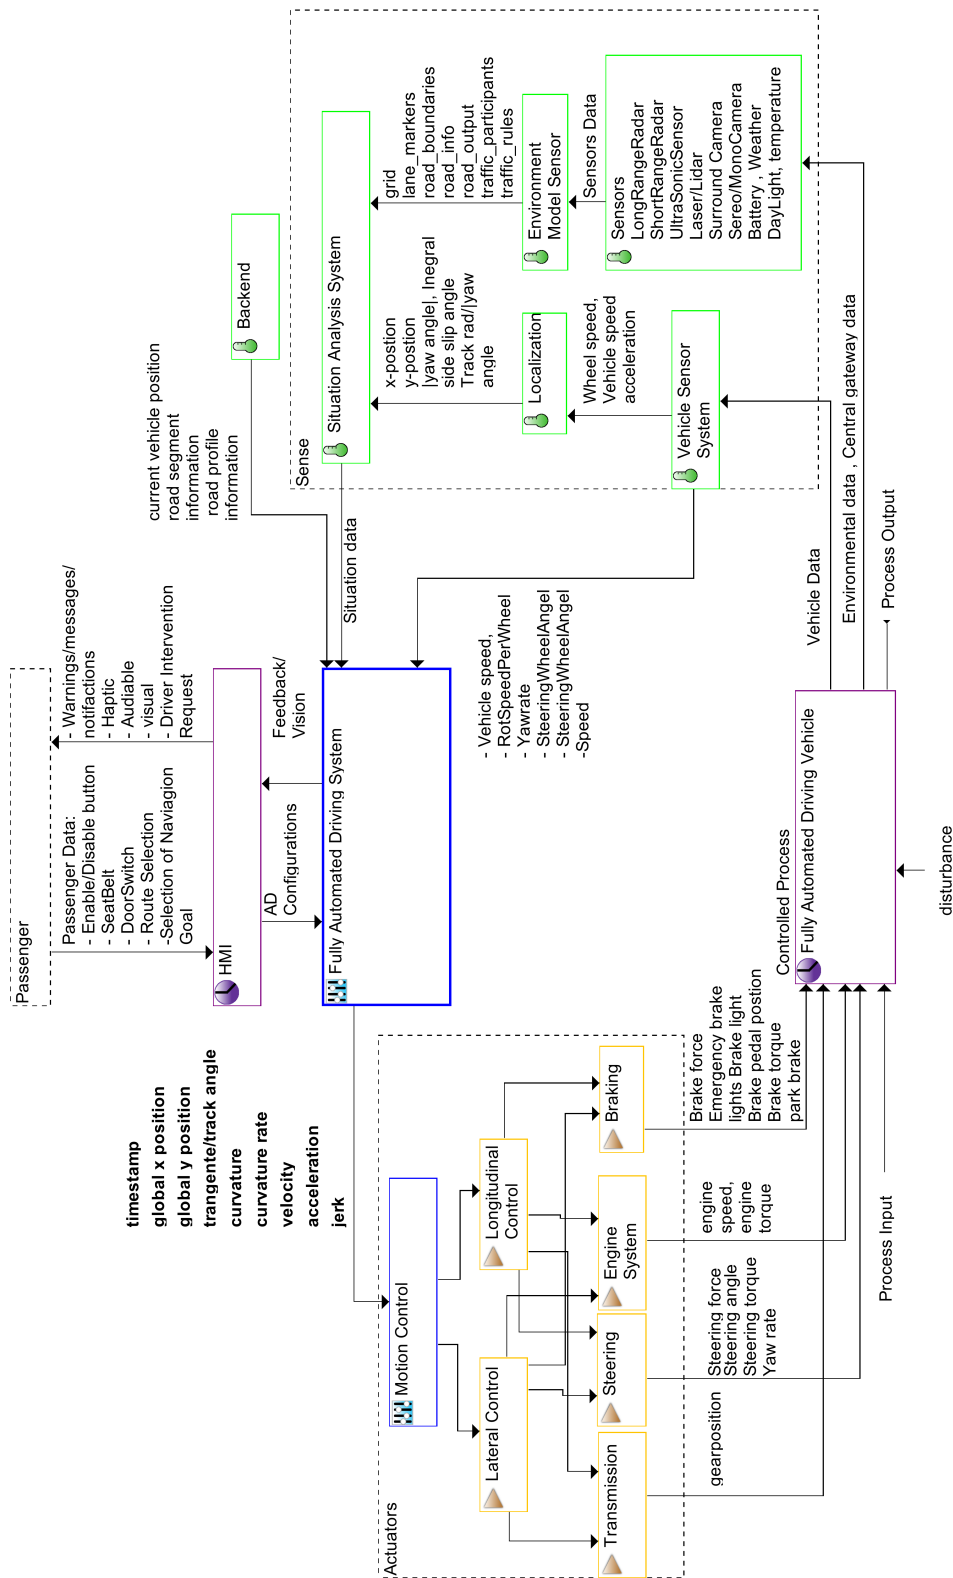 Passenger
Passenger Data:
- Enable/Disable button
- SeatBelt
- DoorSwitch
- Route Selection
-Selection of Naviagion
Goal
- Warnings/messages/
notifactions
- Haptic
- Audiable
- visual
- Driver Intervention
Request
HMI
AD
Configurations
Feedback/
Vision
current vehicle position
road segment
information
road profile
information
Backend
timestamp
global x position
global y position
trangente/track angle
curvature
curvature rate
velocity
acceleration
jerk
Fully Automated Driving System
Situation data
Sense
Situation Analysis System
x-postion
y-postion
|yaw angle|, Inegral
side slip angle
Track rad/|yaw
angle
grid
lane_markers
road_boundaries
road_info
road_output
traffic_participants
traffic_rules
Localization
Environment
Model Sensor
Wheel speed,
Vehicle speed
acceleration
Sensors Data
Vehicle Sensor
System
Sensors
LongRangeRadar
ShortRangeRadar
UltraSonicSensor
Laser/Lidar
Surround Camera
Sereo/MonoCamera
Battery , Weather
DayLight, temperature
- Vehicle speed,
- RotSpeedPerWheel
- Yawrate
- SteeringWheelAngel
- SteeringWheelAngel
-Speed
Actuators
Motion Control
Lateral Control
Longitudinal
Control
Transmission
Steering
Engine
System
Braking
gearposition
Steering force
Steering angle
Steering torque
Yaw rate
engine
speed,
engine
torque
Brake force
Emergency brake
lights Brake light
Brake pedal postion
Brake torque
park brake
Controlled Process
Fully Automated Driving Vehicle
Vehicle Data
Environmental data , Central gateway data
Process Input
Process Output
disturbance